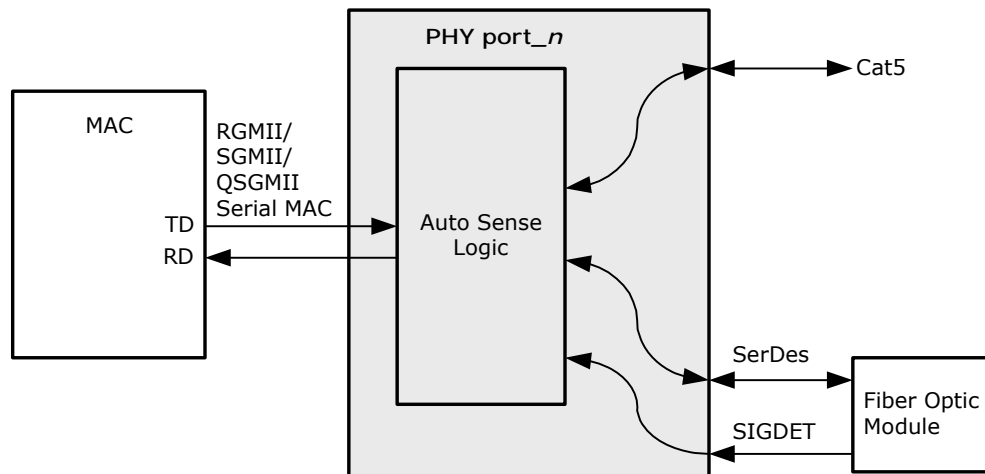 PHY port_n
Cat5
MAC
RGMII/
SGMII/
QSGMII
Serial MAC
TD
RD
Auto Sense
Logic
SerDes
SIGDET
Fiber Optic
Module